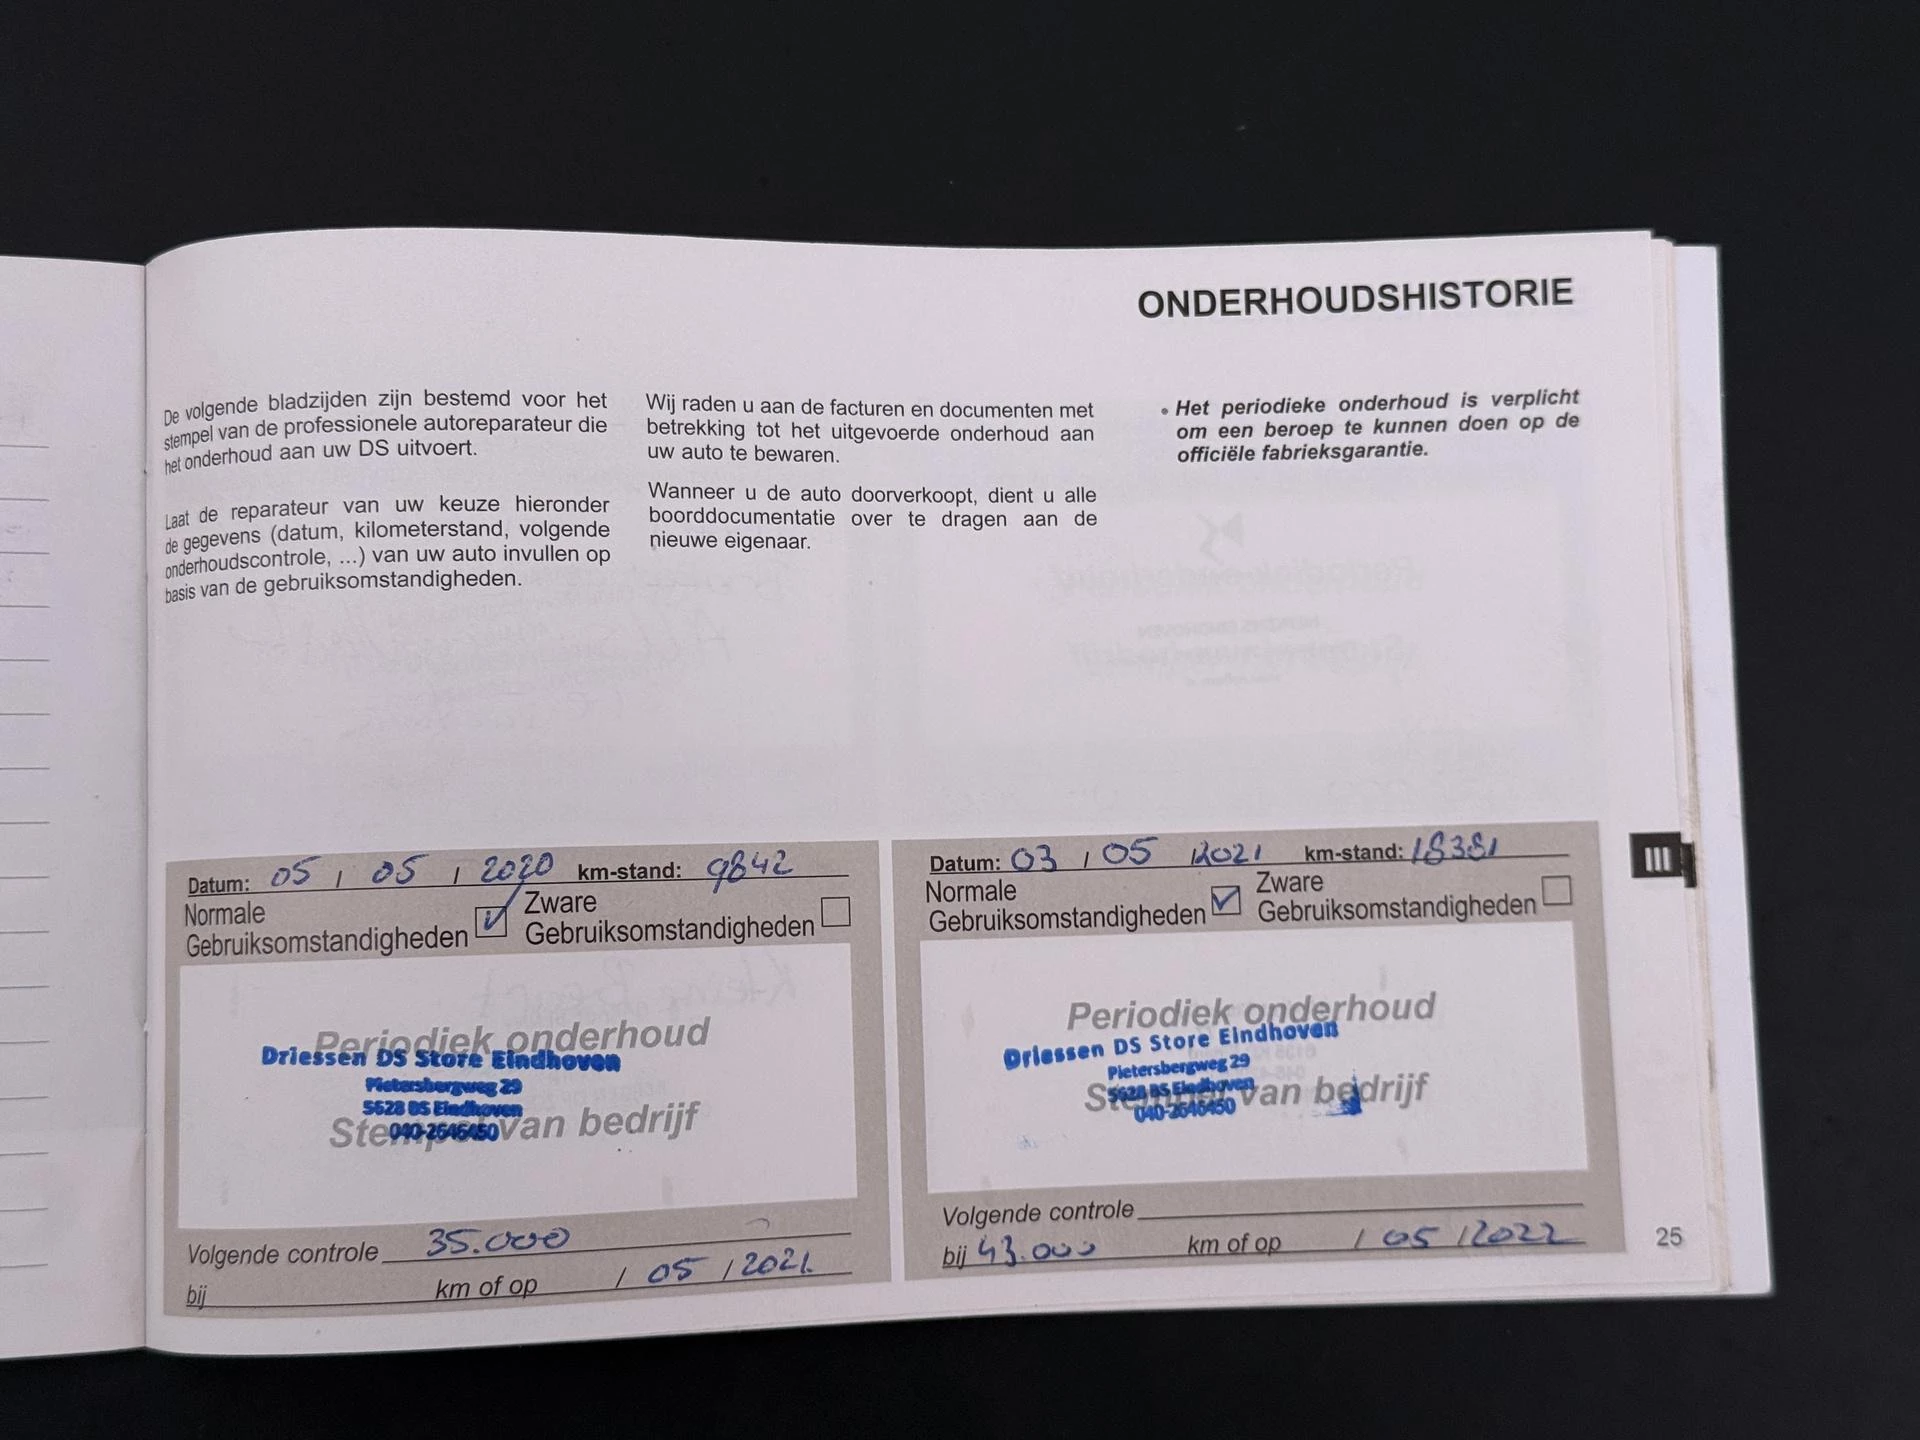 ONDERHOUDSHISTORIE
De volgende bladzijden zijn bestemd voor het
stempel van de professionele autoreparateur die
het onderhoud aan uw DS uitvoert.
Laat de reparateur van uw keuze hieronder
de gegevens (datum, kilometerstand, volgende
onderhoudscontrole, ...) van uw auto invullen op
basis van de gebruiksomstandigheden.
Wij raden u aan de facturen en documenten met
betrekking tot het uitgevoerde onderhoud aan
uw auto te bewaren.
Wanneer u de auto doorverkoopt, dient u alle
boorddocumentatie over te dragen aan de
nieuwe eigenaar.
• Het periodieke onderhoud is verplicht
om een beroep te kunnen doen op de
officiële fabrieksgarantie.
Datum: 05 / 05 / 2020 km-stand: 9842
Normale
Gebruiksomstandigheden
Zware
Gebruiksomstandigheden
Periodiek onderhoud
Driessen DS Store Eindhoven
Pietersbergweg 29
5628 BS Eindhoven
Stempel van bedrijf
040-2646450
Volgende controle 35.000
bij km of op / 05 / 2021
Datum: 03 / 05 / 2021 km-stand: 18381
Normale
Gebruiksomstandigheden
Zware
Gebruiksomstandigheden
Periodiek onderhoud
Driessen DS Store Eindhoven
Pietersbergweg 29
5628 BS Eindhoven
Stempel van bedrijf
040-2646450
Volgende controle
bij 43.000 km of op / 05 / 2022
III
25